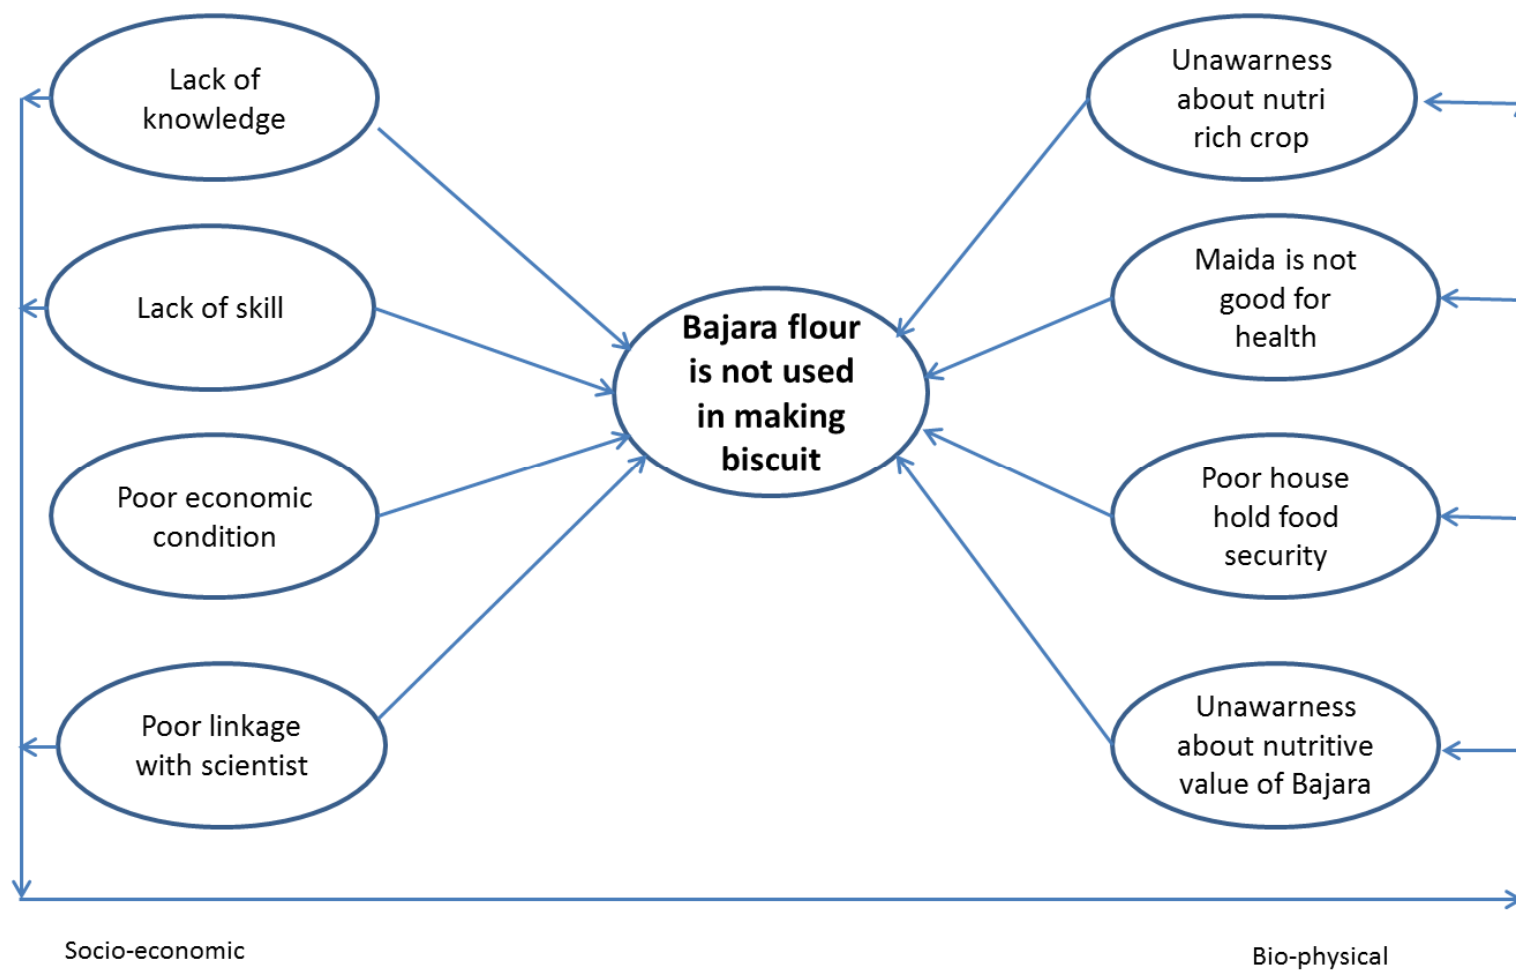 Lack of
knowledge
Lack of skill
Poor economic
condition
Poor linkage
with scientist
Bajara flour
is not used
in making
biscuit
Unawarness
about nutri
rich crop
Maida is not
good for
health
Poor house
hold food
security
Unawarness
about nutritive
value of Bajara
Socio-economic
Bio-physical